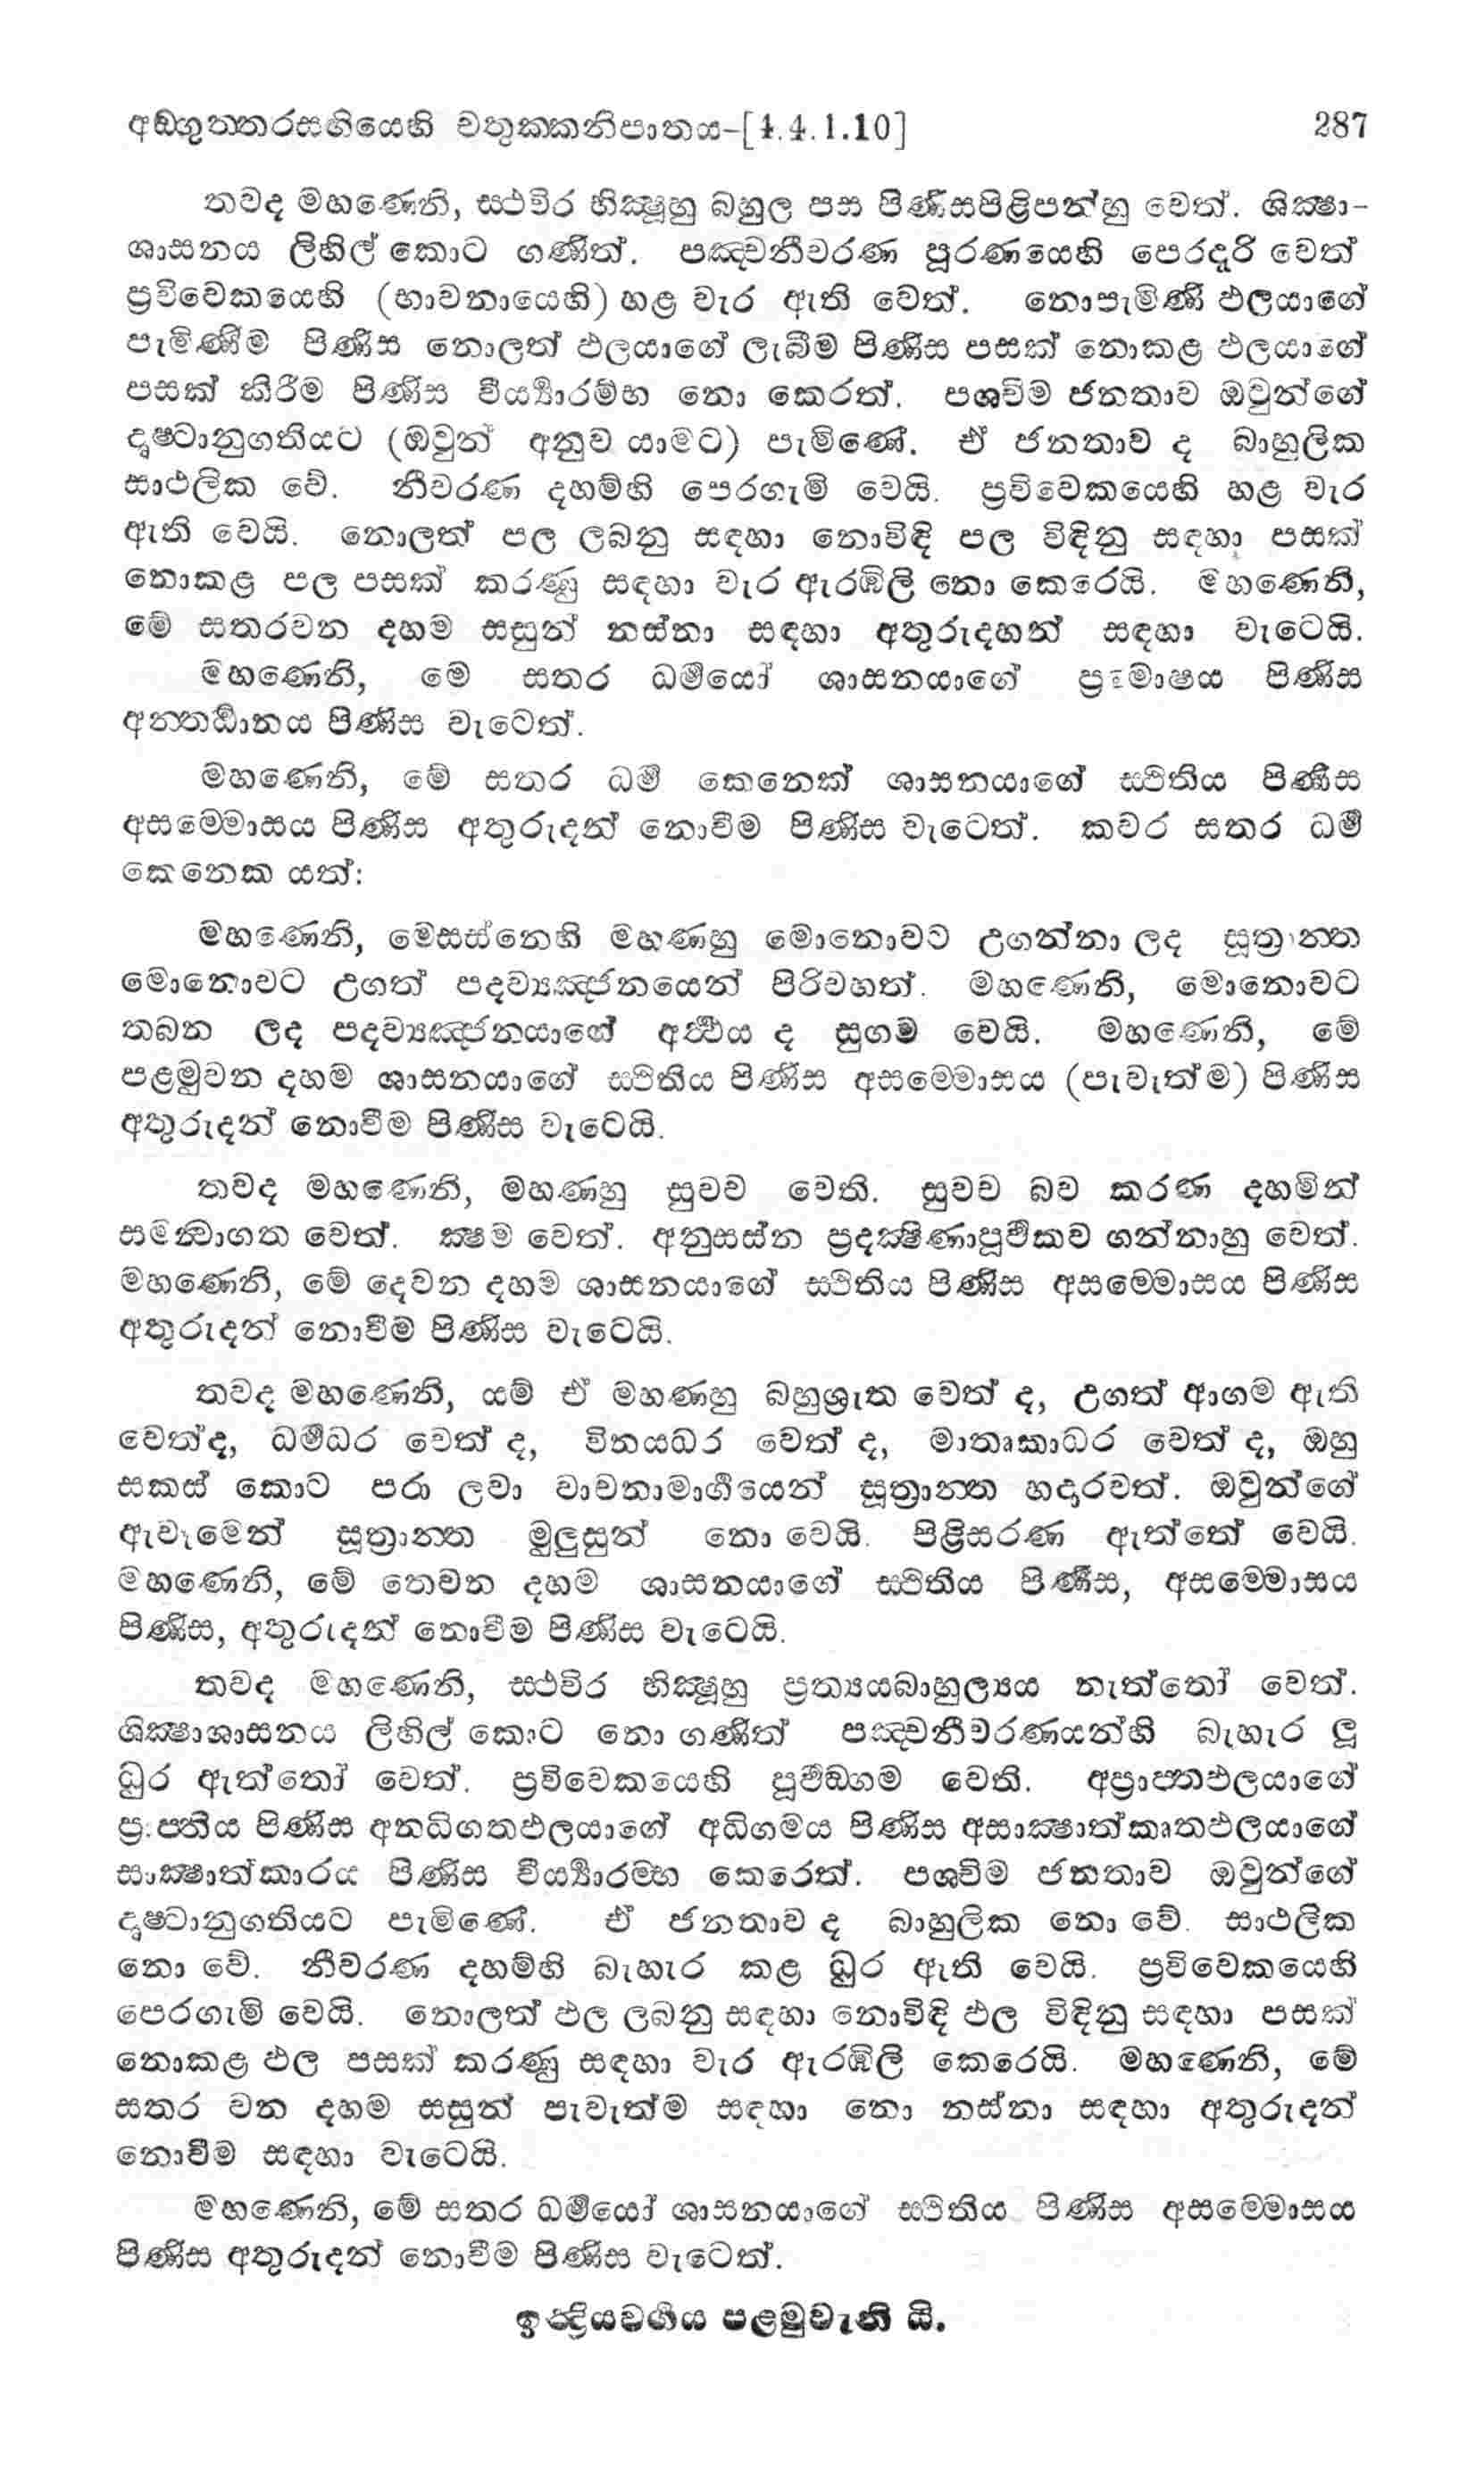 අඞ්ගුත්තරසඟියෙහි චතුක්කනිපාතය-[4.4.1.10] 287
තවද මහණෙනි, ස්ථවිර භික්ෂූහු බහුල පස පිණිසපිළිපන්හු වෙත්. ශික්ෂා-
ශාසනය ලිහිල් කොට ගණිත්. පඤ්චනීවරණ පූරණයෙහි පෙරදැරි වෙත්
ප්‍රවිවෙකයෙහි (භාවනායෙහි) හළ වැර ඇති වෙත්. නොපැමිණි ඵලයාගේ
පැමිණීම පිණිස නොලත් ඵලයාගේ ලැබීම පිණිස පසක් නොකළ ඵලයාගේ
පසක් කිරීම පිණිස වීර්‍ය්‍යාරම්භ නො කෙරත්. පශ්චිම ජනතාව ඔවුන්ගේ
දෘෂ්ටානුගතියට (ඔවුන් අනුව යාමට) පැමිණේ. ඒ ජනතාව ද බාහුලික
සාථලික වේ. නීවරණ දහම්හි පෙරගැමි වෙයි. ප්‍රවිවෙකයෙහි හළ වැර
ඇති වෙයි. නොලත් පල ලබනු සඳහා නොවිඳි පල විඳිනු සඳහා පසක්
නොකළ පල පසක් කරණු සඳහා වැර ඇරඹිලි නො කෙරෙයි. මහණෙනි,
මේ සතරවන දහම සසුන් නස්නා සඳහා අතුරුදහන් සඳහා වැටෙයි.
මහණෙනි, මේ සතර ධර්‍මයෝ ශාසනයාගේ ප්‍රමොෂය පිණිස
අන්තර්‍ධානය පිණිස වැටෙත්.
මහණෙනි, මේ සතර ධර්‍ම කෙනෙක් ශාසනයාගේ ස්ථිතිය පිණිස
අසම්මොසය පිණිස අතුරුදන් නොවීම පිණිස වැටෙත්. කවර සතර ධර්‍ම
කෙනෙක යත්:
මහණෙනි, මෙසස්නෙහි මහණහු මොනොවට උගන්නා ලද සූත්‍රාන්ත
මොනොවට උගත් පදව්‍යඤ්ජනයෙන් පිරිවහත්. මහණෙනි, මොනොවට
තබන ලද පදව්‍යඤ්ජනයාගේ අර්‍ථය ද සුගම වෙයි. මහණෙනි, මේ
පළමුවන දහම ශාසනයාගේ ස්ථිතිය පිණිස අසම්මොසය (පැවැත්ම) පිණිස
අතුරුදන් නොවීම පිණිස වැටෙයි.
තවද මහණෙනි, මහණහු සුවච වෙති. සුවච බව කරණ දහමින්
සමන්වාගත වෙත්. ක්ෂම වෙත්. අනුසස්න ප්‍රදක්ෂිණාපූර්‍වකව ගන්නාහු වෙත්.
මහණෙනි, මේ දෙවන දහම ශාසනයාගේ ස්ථිතිය පිණිස අසම්මොසය පිණිස
අතුරුදන් නොවීම පිණිස වැටෙයි.
තවද මහණෙනි, යම් ඒ මහණහු බහුශ්‍රැත වෙත් ද, උගත් ආගම ඇති
වෙත්ද, ධර්‍මධර වෙත් ද, විනයධර වෙත් ද, මාතෘකාධර වෙත් ද, ඔහු
සකස් කොට පරා ලවා වාචනාමාර්‍ගයෙන් සූත්‍රාන්ත හදාරවත්. ඔවුන්ගේ
ඇවෑමෙන් සූත්‍රාන්ත මුලුසුන් නො වෙයි. පිළිසරණ ඇත්තේ වෙයි.
මහණෙනි, මේ තෙවන දහම ශාසනයාගේ ස්ථිතිය පිණිස, අසම්මොසය
පිණිස, අතුරුදන් නොවීම පිණිස වැටෙයි.
තවද මහණෙනි, ස්ථවිර භික්ෂූහු ප්‍රත්‍යයබාහුල්‍යය නැත්තෝ වෙත්.
ශික්ෂාශාසනය ලිහිල් කොට නො ගණිත් පඤ්චනීවරණයන්හි බැහැර ලූ
ධුර ඇත්තෝ වෙත්. ප්‍රවිවෙකයෙහි පූර්‍වඞ්ගම වෙති. අප්‍රාප්තඵලයාගේ
ප්‍රාප්තිය පිණිස අනධිගතඵලයාගේ අධිගමය පිණිස අසාක්ෂාත්කෘතඵලයාගේ
සාක්ෂාත්කාරය පිණිස වීර්‍ය්‍යාරම්භ කෙරෙත්. පශ්චිම ජනතාව ඔවුන්ගේ
දෘෂ්ටානුගතියට පැමිණේ. ඒ ජනතාව ද බාහුලික නො වේ. සාථලික
නො වේ. නීවරණ දහම්හි බැහැර කළ ධුර ඇති වෙයි. ප්‍රවිවෙකයෙහි
පෙරගැමි වෙයි. නොලත් ඵල ලබනු සඳහා නොවිඳි ඵල විඳිනු සඳහා පසක්
නොකළ ඵල පසක් කරණු සඳහා වැර ඇරඹිලි කෙරෙයි. මහණෙනි, මේ
සතර වන දහම සසුන් පැවැත්ම සඳහා නො නස්නා සඳහා අතුරුදන්
නොවීම සඳහා වැටෙයි.
මහණෙනි, මේ සතර ධර්‍මයෝ ශාසනයාගේ ස්ථිතිය පිණිස අසම්මොසය
පිණිස අතුරුදන් නොවීම පිණිස වැටෙත්.
ඉන්ද්‍රියවර්‍ගය පළමුවැනි යි.